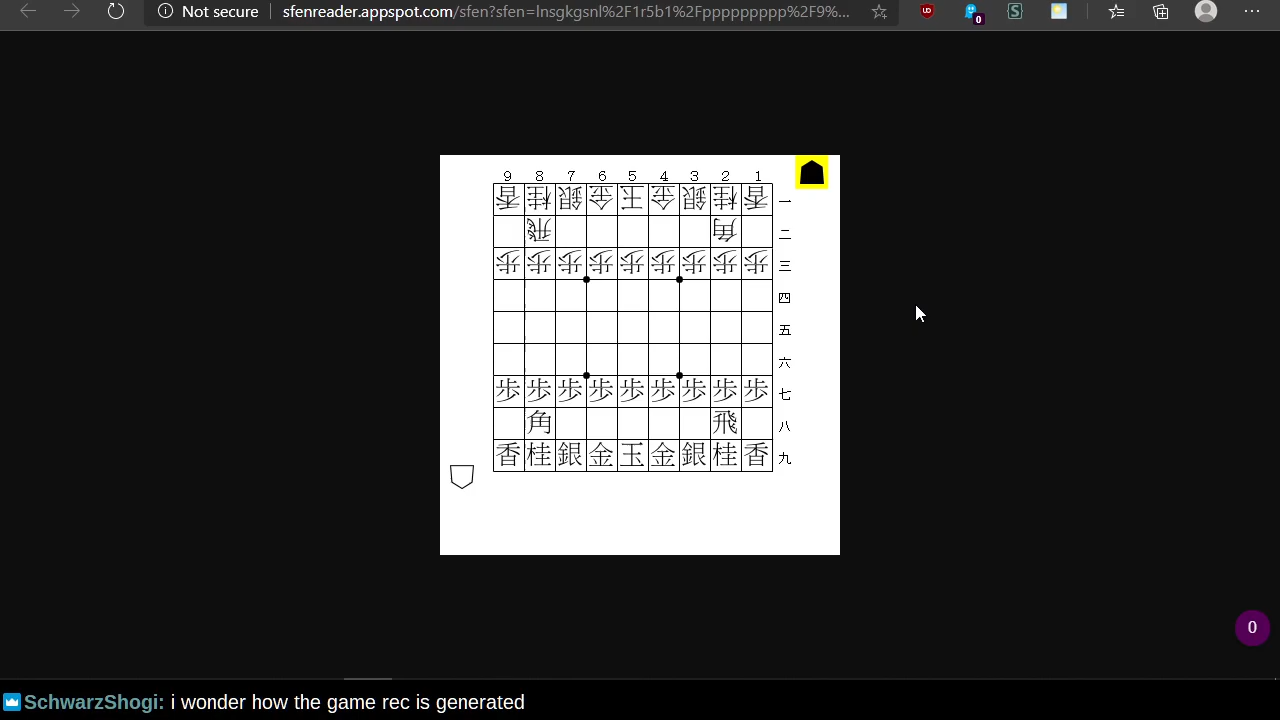 Not secure sfenreader.appspot.com/sfen?sfen=lnsgkgsnl%2F1r5b1%2Fppppppppp%2F9%...
0
9 8 7 6 5 4 3 2 1
香桂銀金玉金銀桂香 一
飛角 二
歩歩歩歩歩歩歩歩歩 三
四
五
六
歩歩歩歩歩歩歩歩歩 七
角飛 八
香桂銀金玉金銀桂香 九
0
SchwarzShogi: i wonder how the game rec is generated